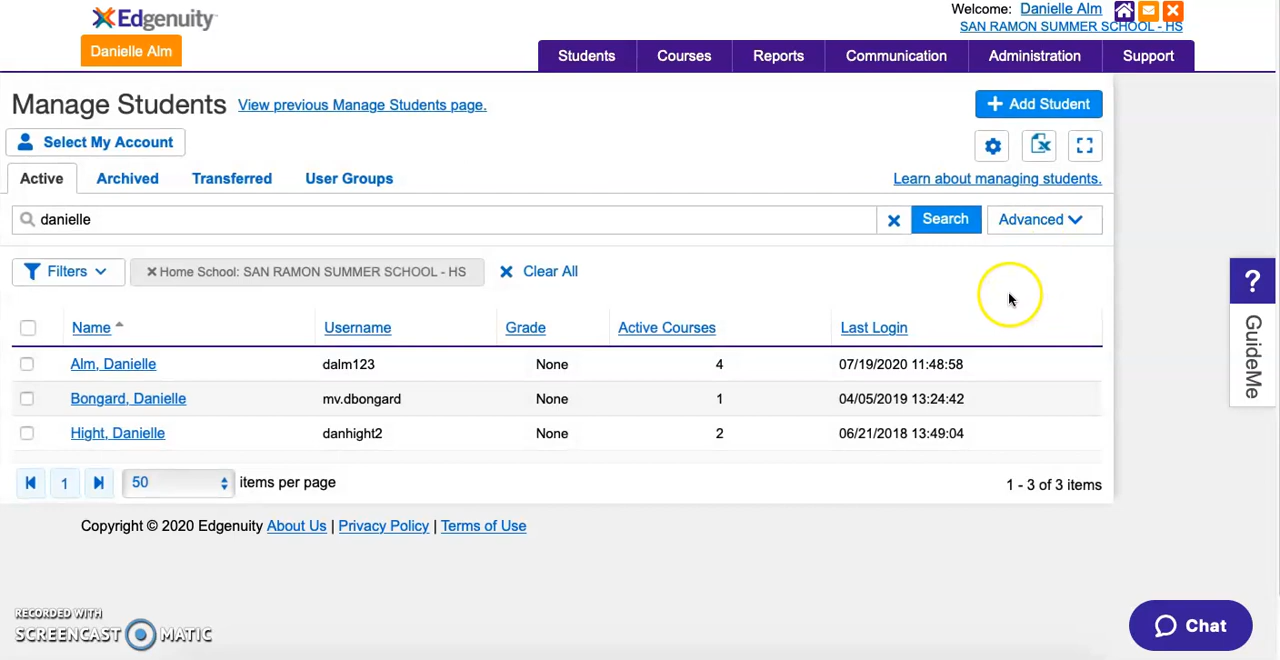 Edgenuity
Welcome: Danielle Alm
SAN RAMON SUMMER SCHOOL - HS
Danielle Alm
Students Courses Reports Communication Administration Support
Manage Students View previous Manage Students page.
+ Add Student
Select My Account
Active Archived Transferred User Groups
Learn about managing students.
danielle
Search
Advanced
Filters
Home School: SAN RAMON SUMMER SCHOOL - HS
Clear All
Name Username Grade Active Courses Last Login
Alm, Danielle dalm123 None 4 07/19/2020 11:48:58
Bongard, Danielle mv.dbongard None 1 04/05/2019 13:24:42
Hight, Danielle danhight2 None 2 06/21/2018 13:49:04
1 50 items per page 1 - 3 of 3 items
Copyright © 2020 Edgenuity About Us | Privacy Policy | Terms of Use
? GuideMe
RECORDED WITH
SCREENCAST MATIC
Chat